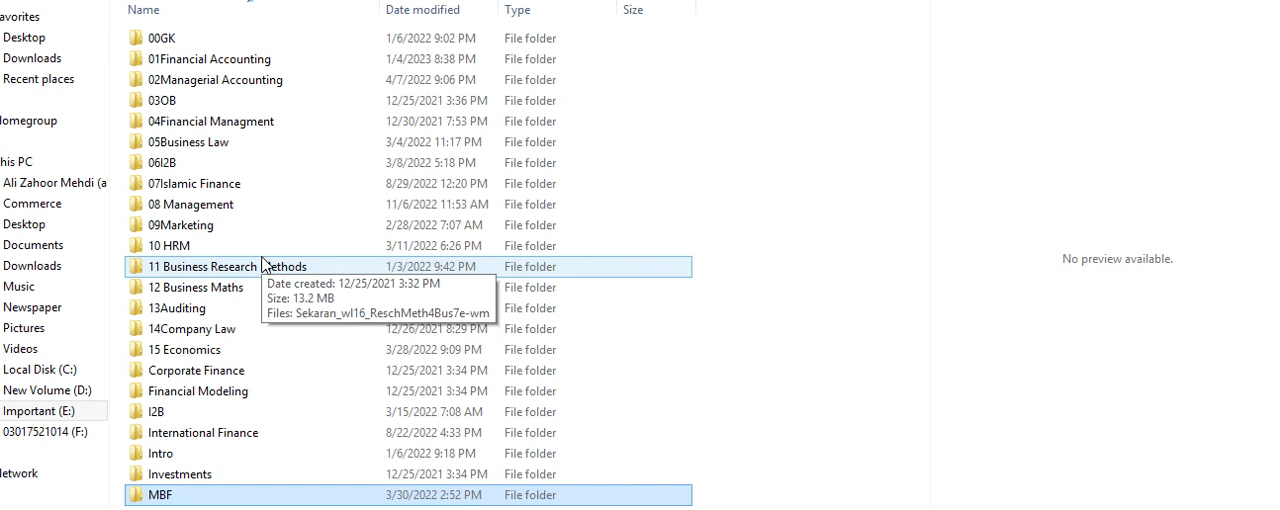 avorites
Desktop
Downloads
Recent places
omegroup
his PC
Ali Zahoor Mehdi (a
Commerce
Desktop
Documents
Downloads
Music
Newspaper
Pictures
Videos
Local Disk (C:)
New Volume (D:)
Important (E:)
03017521014 (F:)
etwork
Name Date modified Type Size
00GK 1/6/2022 9:02 PM File folder
01Financial Accounting 1/4/2023 8:38 PM File folder
02Managerial Accounting 4/7/2022 9:06 PM File folder
03OB 12/25/2021 3:36 PM File folder
04Financial Managment 12/30/2021 7:53 PM File folder
05Business Law 3/4/2022 11:17 PM File folder
06I2B 3/8/2022 5:18 PM File folder
07Islamic Finance 8/29/2022 12:20 PM File folder
08 Management 11/6/2022 11:53 AM File folder
09Marketing 2/28/2022 7:07 AM File folder
10 HRM 3/11/2022 6:26 PM File folder
11 Business Research Methods 1/3/2022 9:42 PM File folder
12 Business Maths File folder
13Auditing File folder
14Company Law 12/26/2021 8:29 PM File folder
15 Economics 3/28/2022 9:09 PM File folder
Corporate Finance 12/25/2021 3:34 PM File folder
Financial Modeling 12/25/2021 3:34 PM File folder
I2B 3/15/2022 7:08 AM File folder
International Finance 8/22/2022 4:33 PM File folder
Intro 1/6/2022 9:18 PM File folder
Investments 12/25/2021 3:34 PM File folder
MBF 3/30/2022 2:52 PM File folder
Date created: 12/25/2021 3:32 PM
Size: 13.2 MB
Files: Sekaran_wl16_ReschMeth4Bus7e-wm
No preview available.